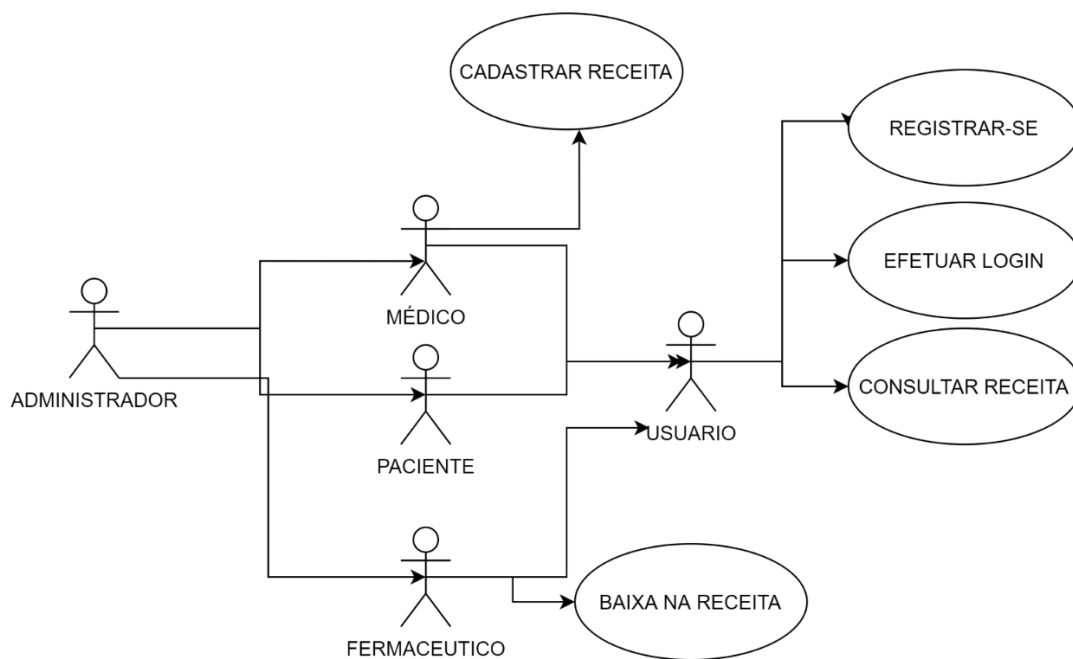 CADASTRAR RECEITA
REGISTRAR-SE
EFETUAR LOGIN
MÉDICO
CONSULTAR RECEITA
ADMINISTRADOR
USUARIO
PACIENTE
BAIXA NA RECEITA
FERMACEUTICO